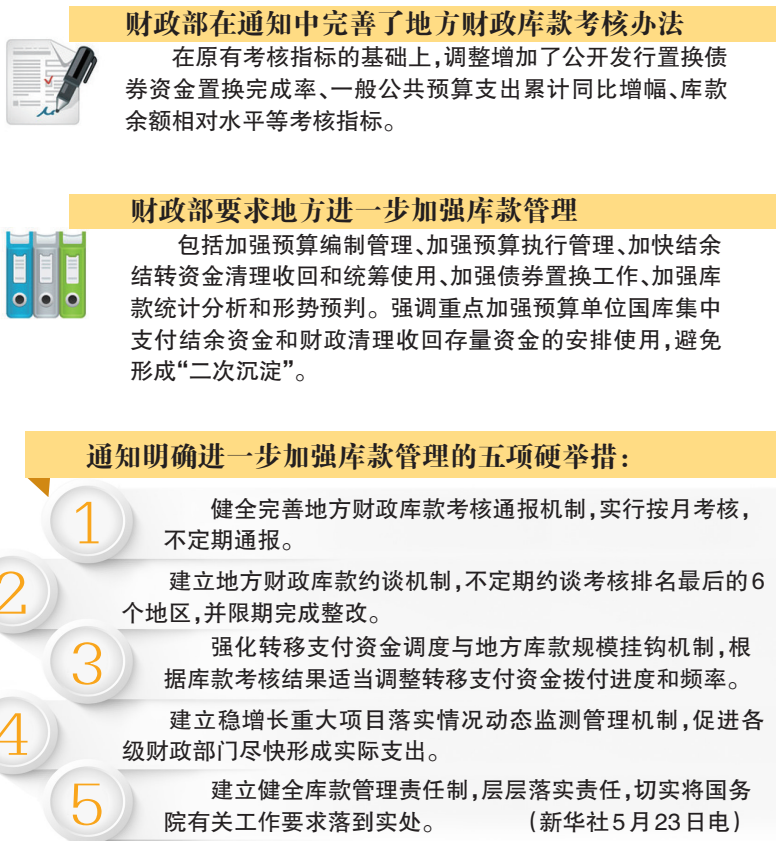 财政部在通知中完善了地方财政库款考核办法
在原有考核指标的基础上,调整增加了公开发行置换债
券资金置换完成率、一般公共预算支出累计同比增幅、库款
余额相对水平等考核指标。
财政部要求地方进一步加强库款管理
包括加强预算编制管理、加强预算执行管理、加快结余
结转资金清理收回和统筹使用、加强债券置换工作、加强库
款统计分析和形势预判。强调重点加强预算单位国库集中
支付结余资金和财政清理收回存量资金的安排使用,避免
形成“二次沉淀”。
通知明确进一步加强库款管理的五项硬举措:
1
健全完善地方财政库款考核通报机制,实行按月考核,
不定期通报。
2
建立地方财政库款约谈机制,不定期约谈考核排名最后的6
个地区,并限期完成整改。
3
强化转移支付资金调度与地方库款规模挂钩机制,根
据库款考核结果适当调整转移支付资金拨付进度和频率。
4
建立稳增长重大项目落实情况动态监测管理机制,促进各
级财政部门尽快形成实际支出。
5
建立健全库款管理责任制,层层落实责任,切实将国务
院有关工作要求落到实处。 (新华社5月23日电)